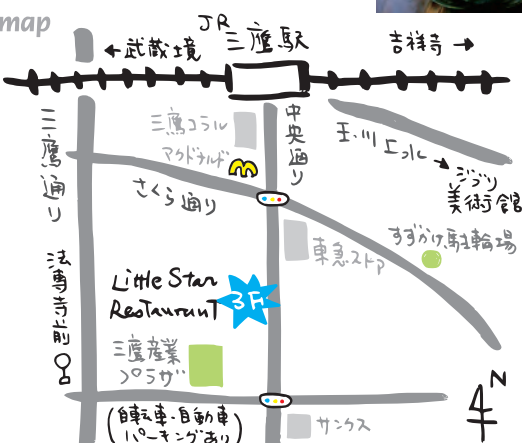 map
JR
三鷹駅
←武蔵境
吉祥寺→
三鷹コラル
マクドナルド
中央通り
玉川上水
ジブリ
美術館
三鷹通り
さくら通り
東急ストア
すずかけ駐輪場
法専寺前
Little Star
Restaurant
3F
三鷹産業
プラザ
(自転車・自動車
パーキングあり)
サンクス
N